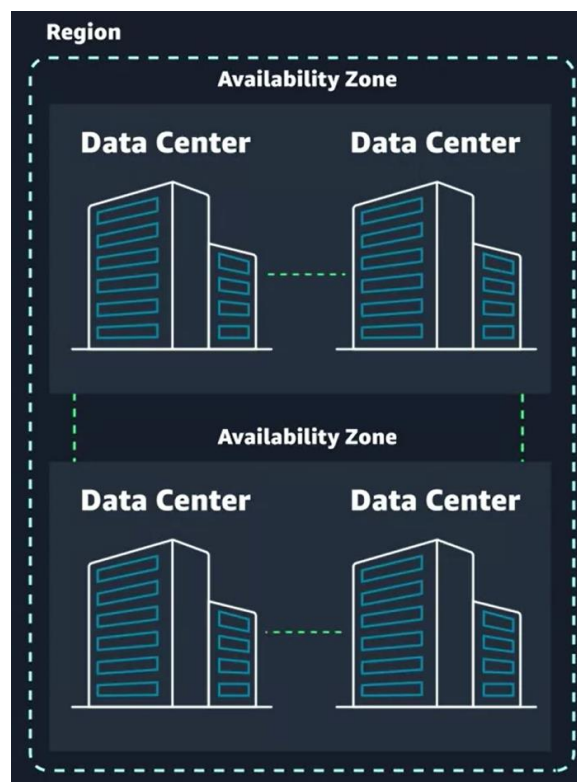 Region
Availability Zone
Data Center Data Center
Availability Zone
Data Center Data Center